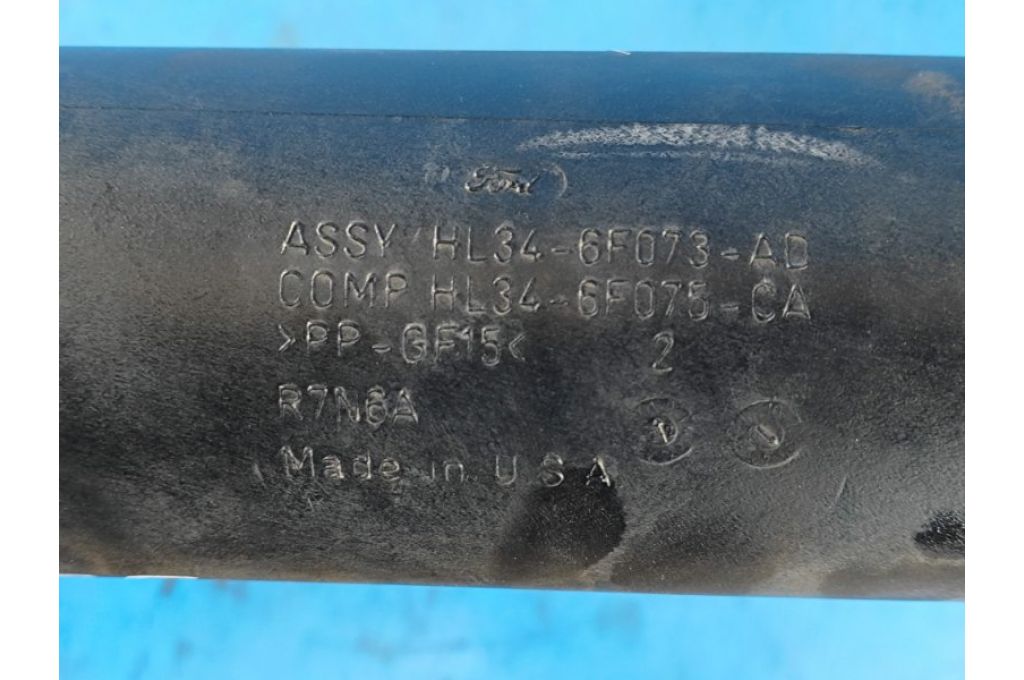 Ford
ASSY HL34-6F073-AD
COMP HL34-6F075-CA
>PP-GF15< 2
R7N6A
Made in U S A